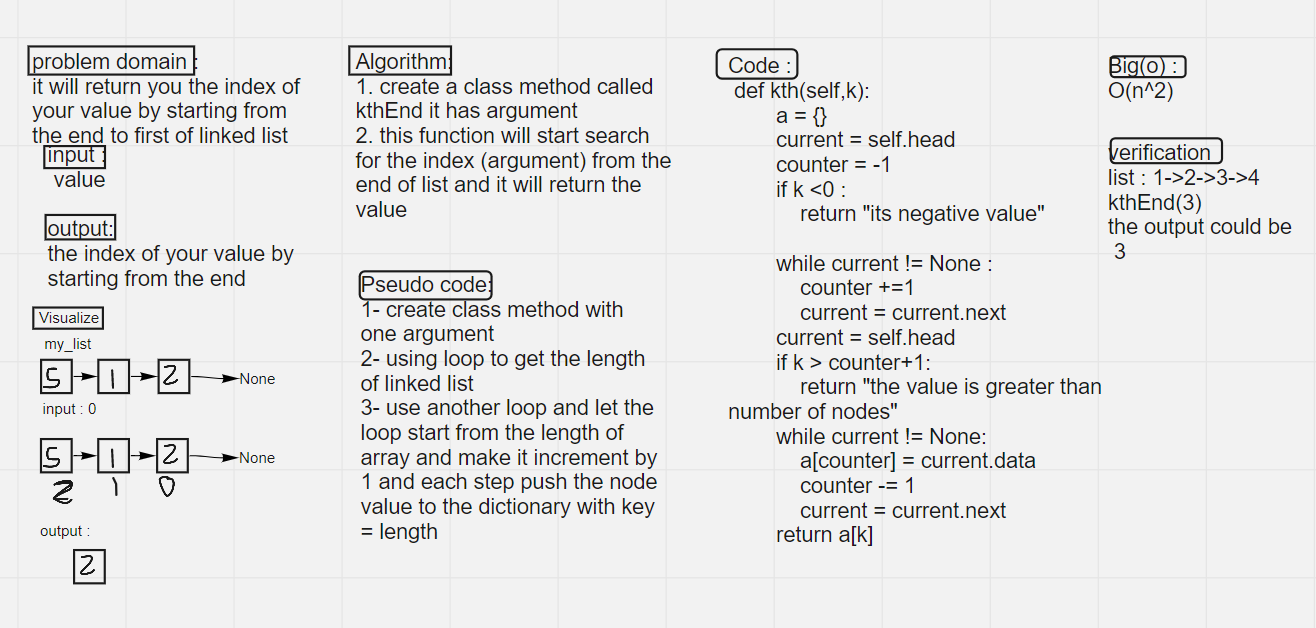 problem domain :
it will return you the index of
your value by starting from
the end to first of linked list
input :
value
output:
the index of your value by
starting from the end
Visualize
my_list
5 1 2 None
input : 0
5 1 2 None
2 1 0
output :
2
Algorithm:
1. create a class method called
kthEnd it has argument
2. this function will start search
for the index (argument) from the
end of list and it will return the
value
Pseudo code:
1- create class method with
one argument
2- using loop to get the length
of linked list
3- use another loop and let the
loop start from the length of
array and make it increment by
1 and each step push the node
value to the dictionary with key
= length
Code :
def kth(self,k):
a = {}
current = self.head
counter = -1
if k <0 :
return "its negative value"
while current != None :
counter +=1
current = current.next
current = self.head
if k > counter+1:
return "the value is greater than
number of nodes"
while current != None:
a[counter] = current.data
counter -= 1
current = current.next
return a[k]
Big(o) :
O(n^2)
verification
list : 1->2->3->4
kthEnd(3)
the output could be
3